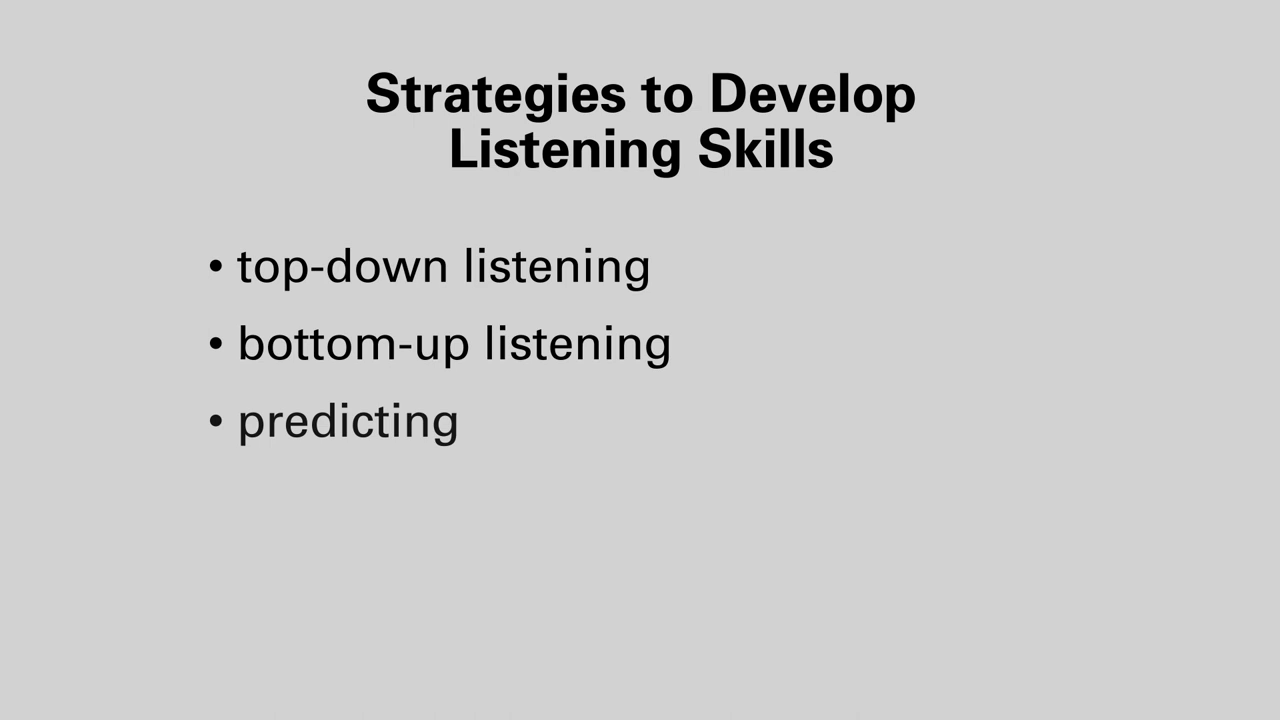 Strategies to Develop
Listening Skills
• top-down listening
• bottom-up listening
• predicting